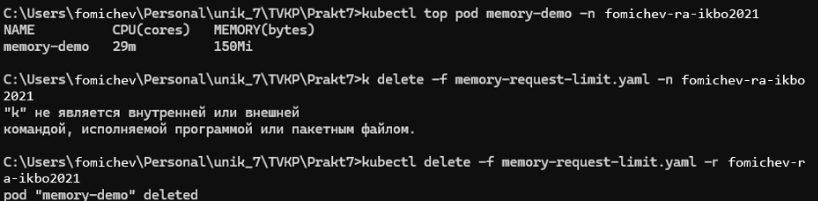 C:\Users\fomichev\Personal\unik_7\TVKP\Prakt7>kubectl top pod memory-demo -n fomichev-ra-ikbo2021
NAME CPU(cores) MEMORY(bytes)
memory-demo 29m 150Mi
C:\Users\fomichev\Personal\unik_7\TVKP\Prakt7>k delete -f memory-request-limit.yaml -n fomichev-ra-ikbo
2021
"k" не является внутренней или внешней
командой, исполняемой программой или пакетным файлом.
C:\Users\fomichev\Personal\unik_7\TVKP\Prakt7>kubectl delete -f memory-request-limit.yaml -r fomichev-r
a-ikbo2021
pod "memory-demo" deleted